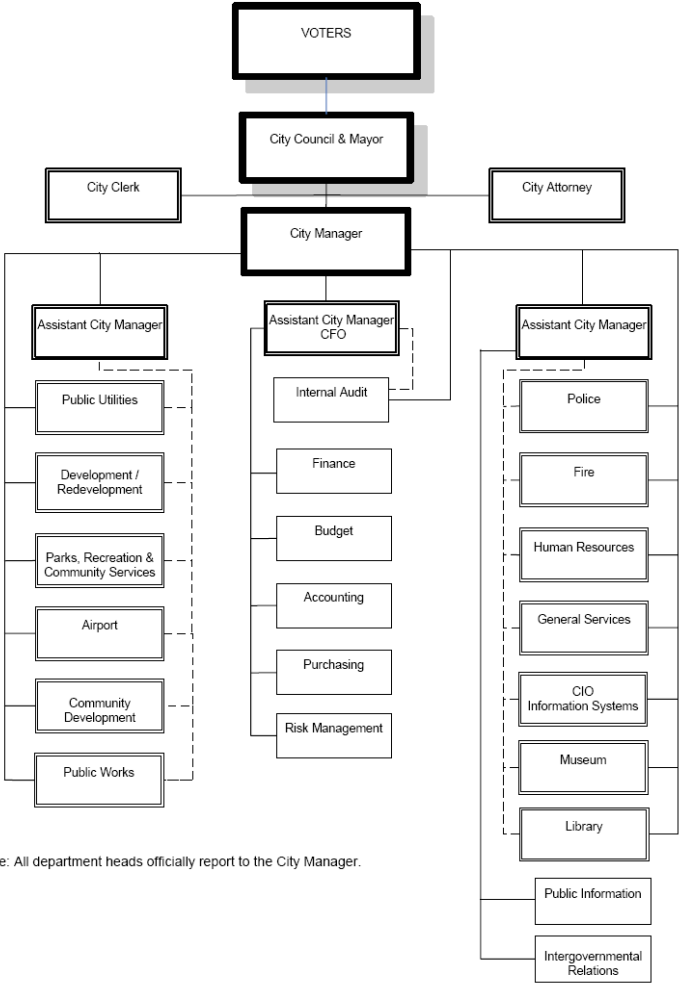 VOTERS
City Council & Mayor
City Clerk
City Attorney
City Manager
Assistant City Manager
Assistant City Manager
CFO
Assistant City Manager
Public Utilities
Development /
Redevelopment
Parks, Recreation &
Community Services
Airport
Community
Development
Public Works
Internal Audit
Finance
Budget
Accounting
Purchasing
Risk Management
Police
Fire
Human Resources
General Services
CIO
Information Systems
Museum
Library
Public Information
Intergovernmental
Relations
e: All department heads officially report to the City Manager.